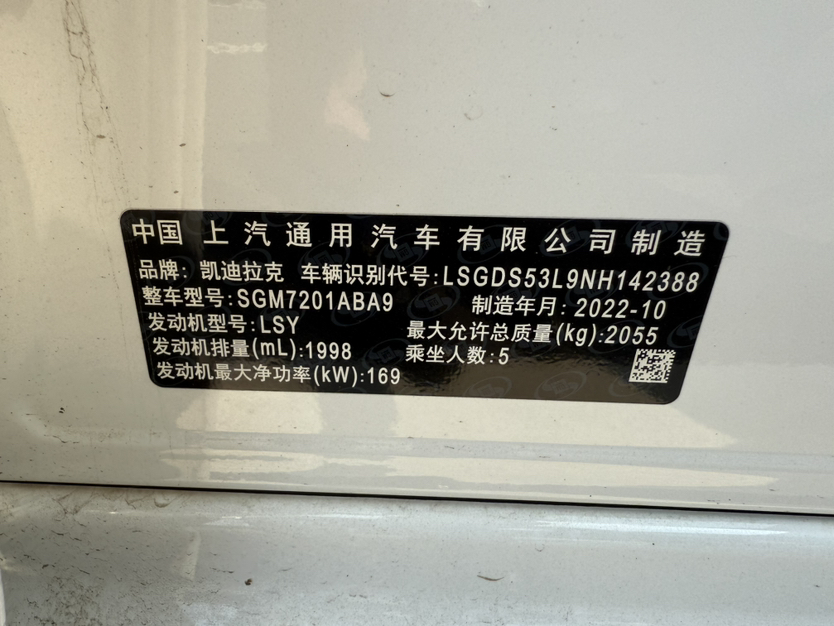 中国 上汽通用汽车有限公司制造
品牌: 凯迪拉克 车辆识别代号:LSGDS53L9NH142388
整车型号:SGM7201ABA9 制造年月: 2022-10
发动机型号:LSY 最大允许总质量(kg):2055
发动机排量(mL):1998 乘坐人数:5
发动机最大净功率(kW):169